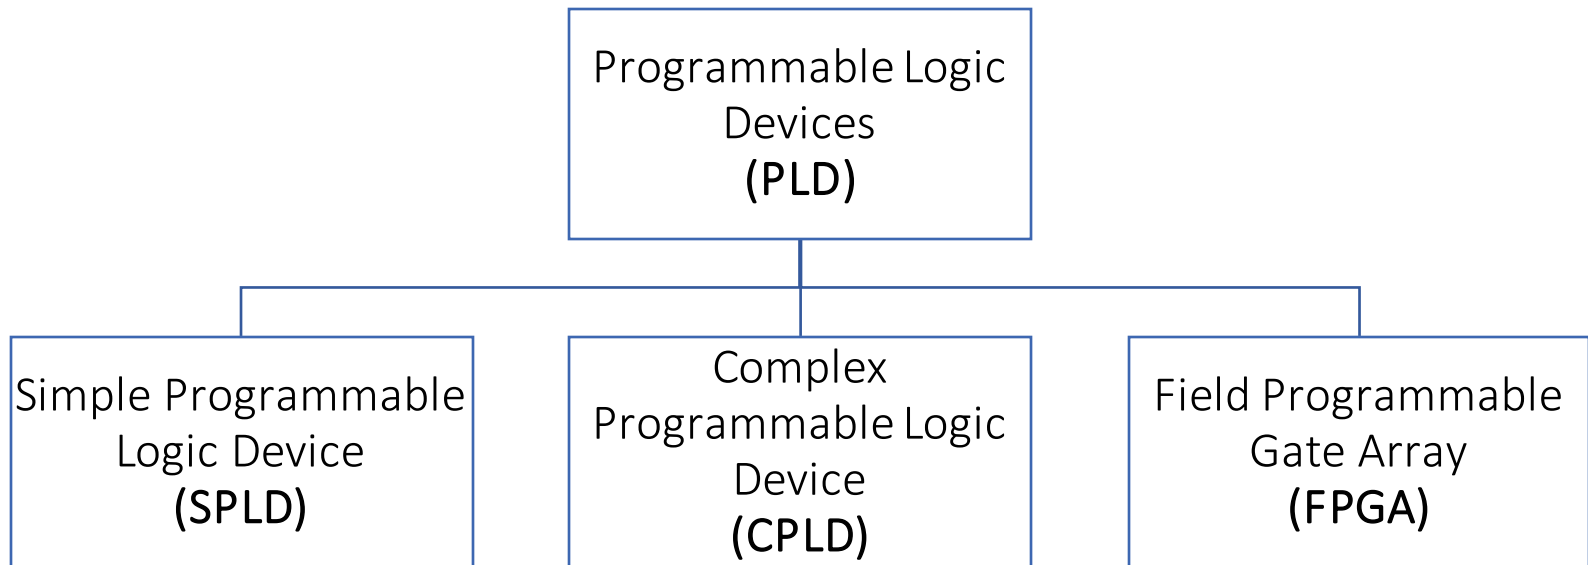 Programmable Logic
Devices
(PLD)
Simple Programmable
Logic Device
(SPLD)
Complex
Programmable Logic
Device
(CPLD)
Field Programmable
Gate Array
(FPGA)